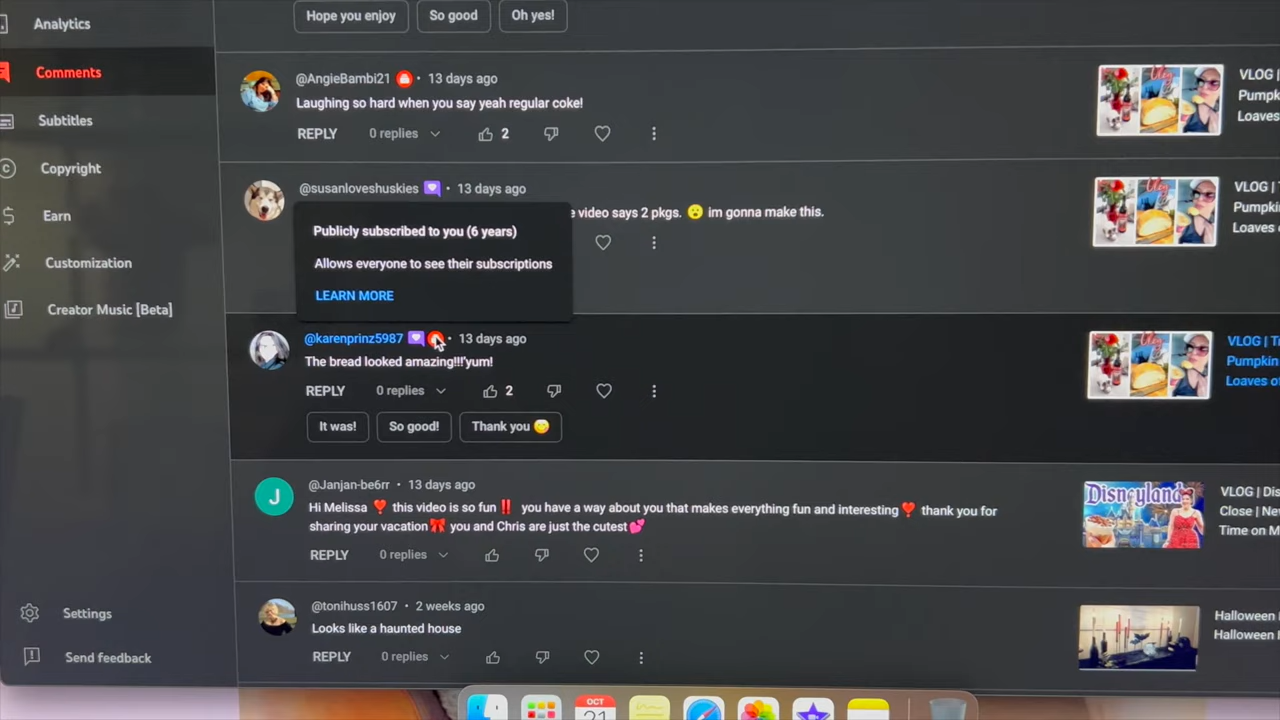 Analytics
Comments
Subtitles
Copyright
Earn
Customization
Creator Music [Beta]
Settings
Send feedback
Hope you enjoy
So good
Oh yes!
@AngieBambi21 • 13 days ago
Laughing so hard when you say yeah regular coke!
REPLY 0 replies 2
VLOG |
Pumpk
Loaves
@susanloveshuskies • 13 days ago
video says 2 pkgs. 😮 im gonna make this.
VLOG |
Pumpkin
Loaves
Publicly subscribed to you (6 years)
Allows everyone to see their subscriptions
LEARN MORE
@karenprinz5987 • 13 days ago
The bread looked amazing!!!'yum!
REPLY 0 replies 2
It was!
So good!
Thank you 😇
VLOG | Ti
Pumpkin
Loaves of
@Janjan-be6rr • 13 days ago
Hi Melissa ❣️ this video is so fun ‼️ you have a way about you that makes everything fun and interesting ❣️ thank you for
sharing your vacation🎀 you and Chris are just the cutest💕
REPLY 0 replies
Disneyland
VLOG | Dis
Close | Nev
Time on M
@tonihuss1607 • 2 weeks ago
Looks like a haunted house
REPLY 0 replies
Halloween
Halloween
OCT
21